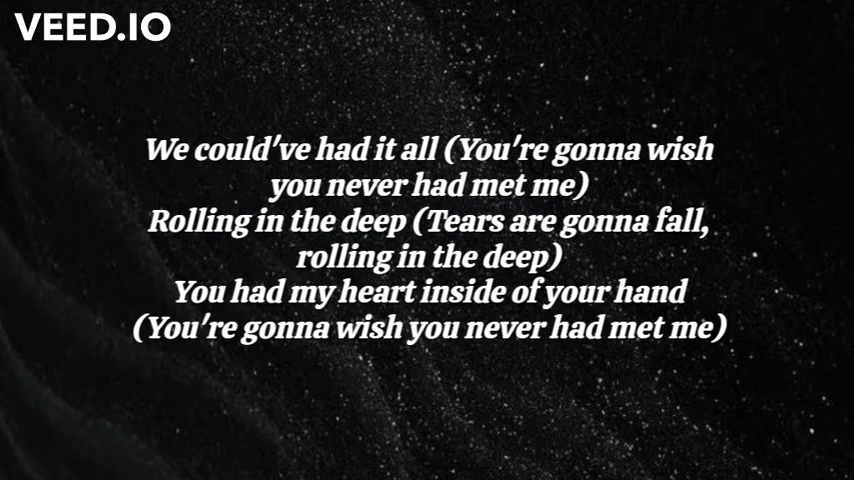 VEED.IO
We could've had it all (You're gonna wish
you never had met me)
Rolling in the deep (Tears are gonna fall,
rolling in the deep)
You had my heart inside of your hand
(You're gonna wish you never had met me)